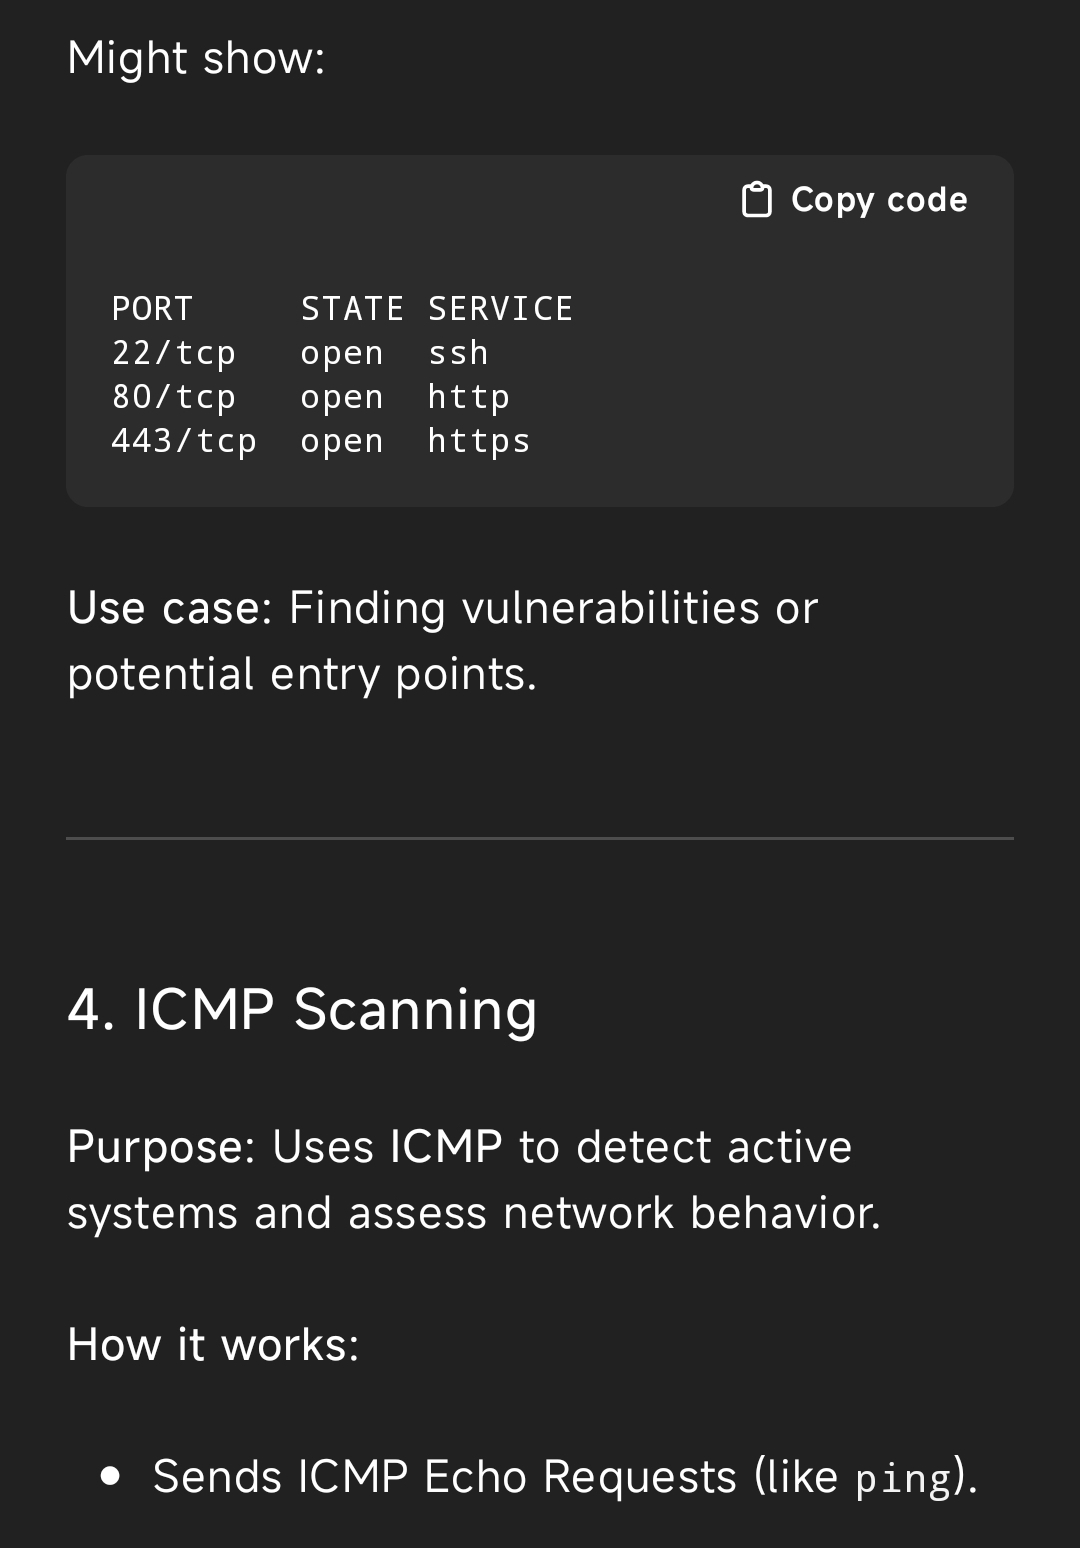 Might show:
Copy code
PORT     STATE SERVICE
22/tcp   open  ssh
80/tcp   open  http
443/tcp  open  https
Use case: Finding vulnerabilities or
potential entry points.
4. ICMP Scanning
Purpose: Uses ICMP to detect active
systems and assess network behavior.
How it works:
• Sends ICMP Echo Requests (like ping).